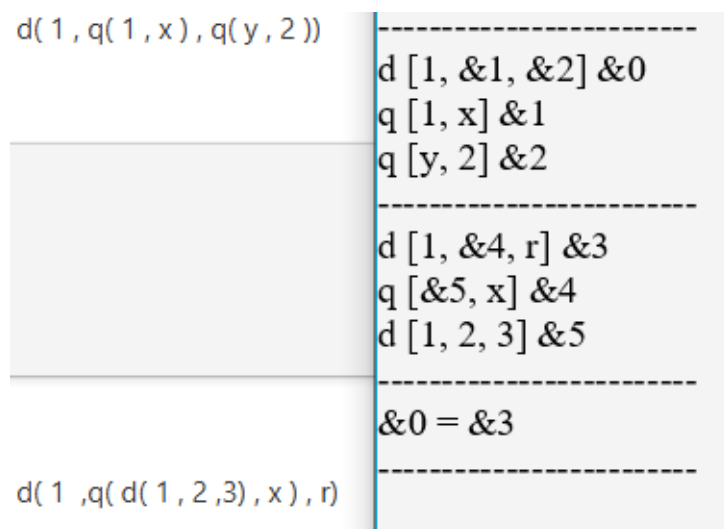 d( 1 , q( 1 , x ) , q( y , 2 ))
d( 1 ,q( d( 1 , 2 ,3) , x ) , r)
--------------------------
d [1, &1, &2] &0
q [1, x] &1
q [y, 2] &2
--------------------------
d [1, &4, r] &3
q [&5, x] &4
d [1, 2, 3] &5
--------------------------
&0 = &3
--------------------------